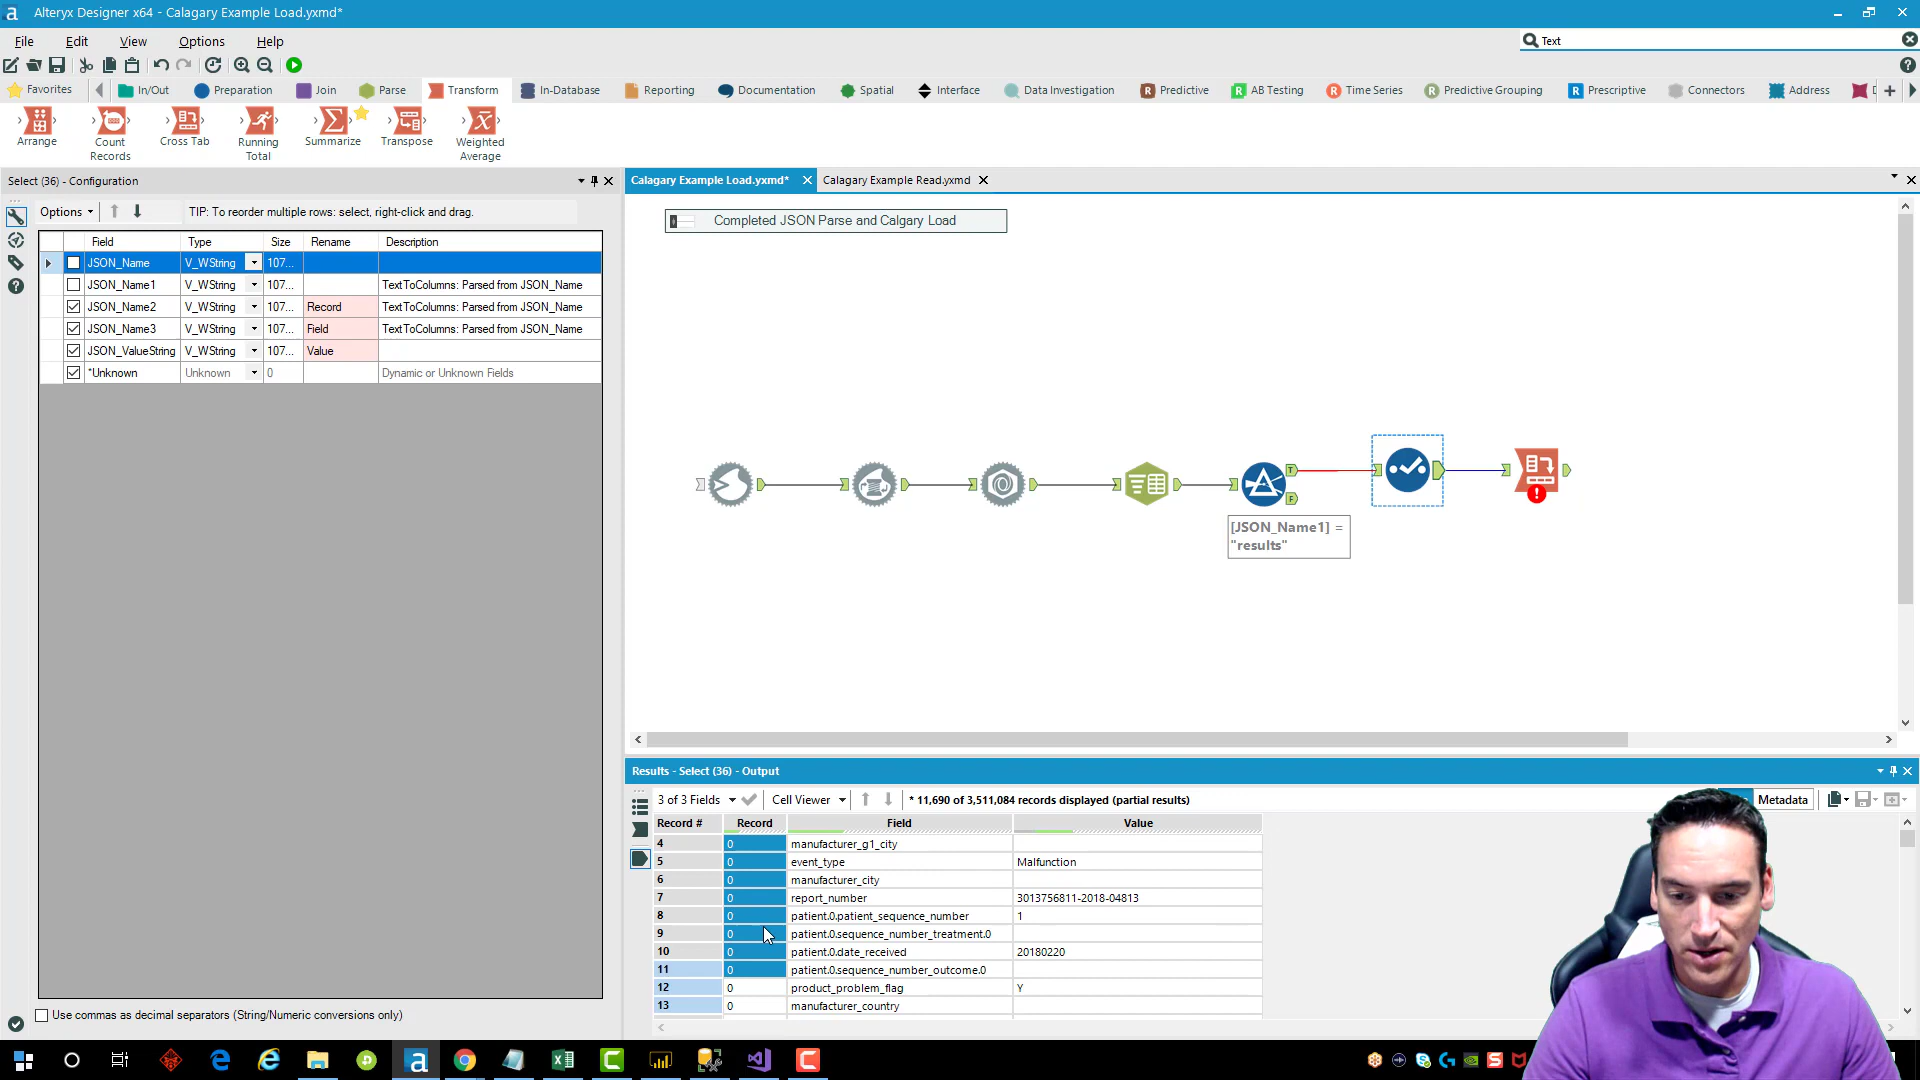 Alteryx Designer x64 - Calagary Example Load.yxmd*
File Edit View Options Help
Text
Favorites In/Out Preparation Join Parse Transform In-Database Reporting Documentation Spatial Interface Data Investigation Predictive AB Testing Time Series Predictive Grouping Prescriptive Connectors Address
Arrange Count Records Cross Tab Running Total Summarize Transpose Weighted Average
Select (36) - Configuration
Options TIP: To reorder multiple rows: select, right-click and drag.
Field Type Size Rename Description
JSON_Name V_WString 107...
JSON_Name1 V_WString 107... TextToColumns: Parsed from JSON_Name
JSON_Name2 V_WString 107... Record TextToColumns: Parsed from JSON_Name
JSON_Name3 V_WString 107... Field TextToColumns: Parsed from JSON_Name
JSON_ValueString V_WString 107... Value
*Unknown Unknown 0 Dynamic or Unknown Fields
Use commas as decimal separators (String/Numeric conversions only)
Calagary Example Load.yxmd* Calagary Example Read.yxmd
Completed JSON Parse and Calgary Load
T
F
[JSON_Name1] =
"results"
Results - Select (36) - Output
3 of 3 Fields Cell Viewer * 11,690 of 3,511,084 records displayed (partial results) Metadata
Record # Record Field Value
4 0 manufacturer_g1_city
5 0 event_type Malfunction
6 0 manufacturer_city
7 0 report_number 3013756811-2018-04813
8 0 patient.0.patient_sequence_number 1
9 0 patient.0.sequence_number_treatment.0
10 0 patient.0.date_received 20180220
11 0 patient.0.sequence_number_outcome.0
12 0 product_problem_flag Y
13 0 manufacturer_country